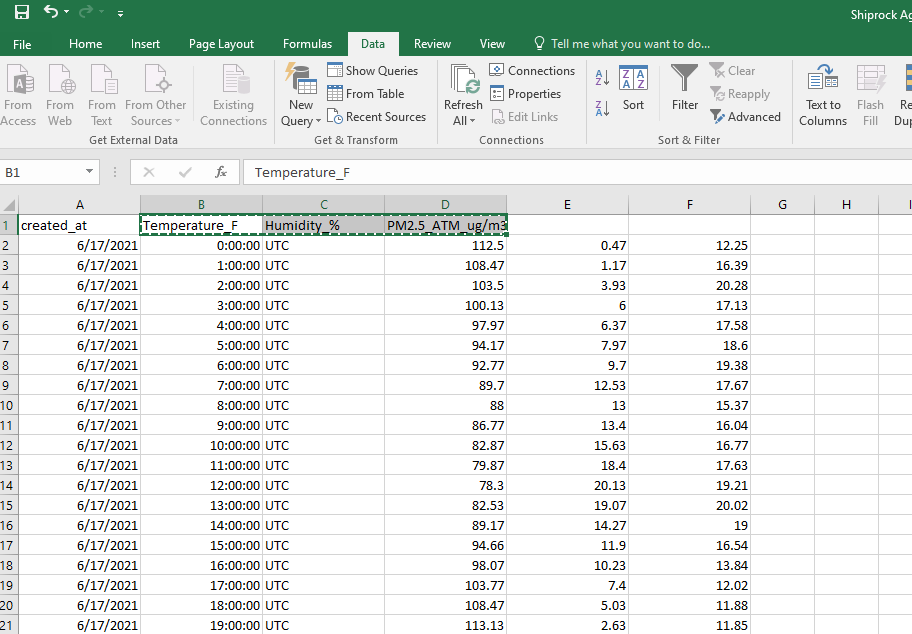 Shiprock Ag
File Home Insert Page Layout Formulas Data Review View Tell me what you want to do...
From Access
From Web
From Text
From Other Sources
Existing Connections
Get External Data
New Query
Show Queries
From Table
Recent Sources
Get & Transform
Refresh All
Connections
Properties
Edit Links
Connections
Sort
Filter
Clear
Reapply
Advanced
Sort & Filter
Text to Columns
Flash Fill
Re
Dup
B1 fx Temperature_F
A B C D E F G H I
1 created_at Temperature_F Humidity_% PM2.5_ATM_ug/m3
2 6/17/2021 0:00:00 UTC 112.5 0.47 12.25
3 6/17/2021 1:00:00 UTC 108.47 1.17 16.39
4 6/17/2021 2:00:00 UTC 103.5 3.93 20.28
5 6/17/2021 3:00:00 UTC 100.13 6 17.13
6 6/17/2021 4:00:00 UTC 97.97 6.37 17.58
7 6/17/2021 5:00:00 UTC 94.17 7.97 18.6
8 6/17/2021 6:00:00 UTC 92.77 9.7 19.38
9 6/17/2021 7:00:00 UTC 89.7 12.53 17.67
10 6/17/2021 8:00:00 UTC 88 13 15.37
11 6/17/2021 9:00:00 UTC 86.77 13.4 16.04
12 6/17/2021 10:00:00 UTC 82.87 15.63 16.77
13 6/17/2021 11:00:00 UTC 79.87 18.4 17.63
14 6/17/2021 12:00:00 UTC 78.3 20.13 19.21
15 6/17/2021 13:00:00 UTC 82.53 19.07 20.02
16 6/17/2021 14:00:00 UTC 89.17 14.27 19
17 6/17/2021 15:00:00 UTC 94.66 11.9 16.54
18 6/17/2021 16:00:00 UTC 98.07 10.23 13.84
19 6/17/2021 17:00:00 UTC 103.77 7.4 12.02
20 6/17/2021 18:00:00 UTC 108.47 5.03 11.88
21 6/17/2021 19:00:00 UTC 113.13 2.63 11.85